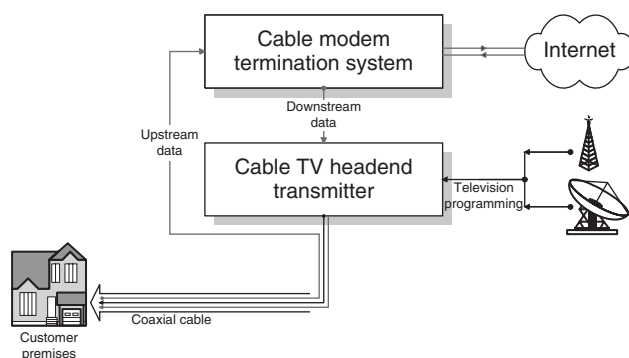 Cable modem
termination system
Internet
Downstream
data
Upstream
data
Cable TV headend
transmitter
Television
programming
Coaxial cable
Customer
premises